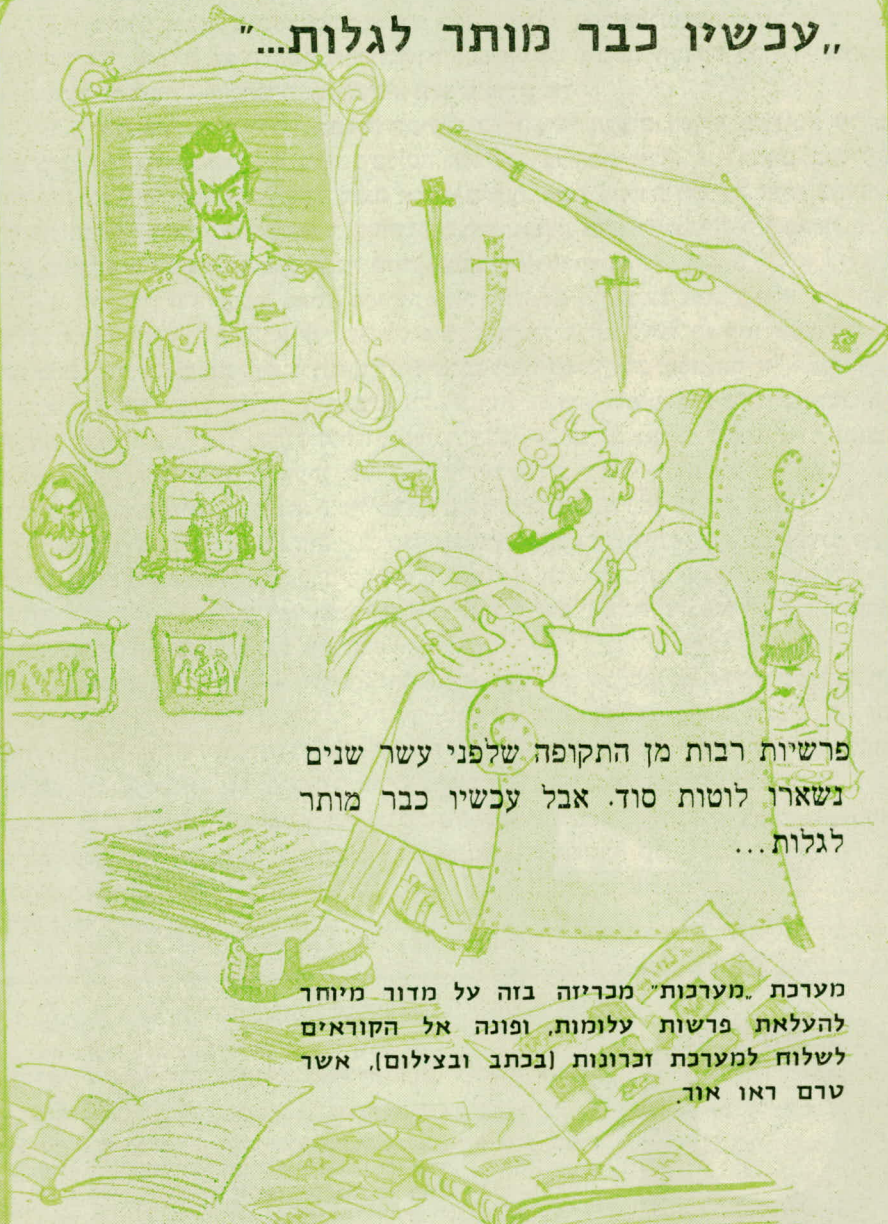 „עכשיו כבר מותר לגלות..."
פרשיות רבות מן התקופה שלפני עשר שנים
נשארו לוטות סוד. אבל עכשיו כבר מותר
לגלות...
מערכת „מערכות" מכריזה בזה על מדור מיוחד
להעלאת פרשות עלומות, ופונה אל הקוראים
לשלוח למערכת זכרונות (בכתב ובצילום), אשר
טרם ראו אור.